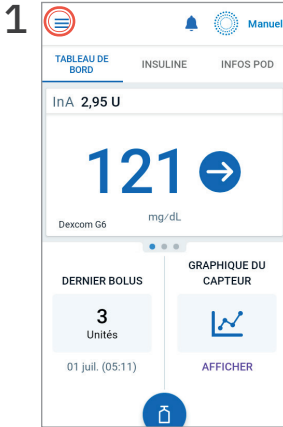 1
Manuel
TABLEAU DE
BORD
INSULINE
INFOS POD
InA 2,95 U
121
mg/dL
Dexcom G6
DERNIER BOLUS
3
Unités
01 juil. (05:11)
GRAPHIQUE DU
CAPTEUR
AFFICHER